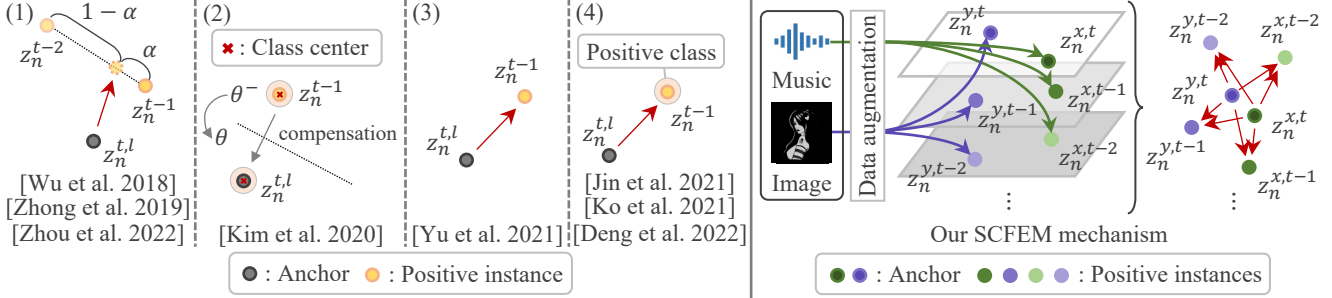 (1)
1 − α
α
z_n^{t-2}
z_n^{t-1}
z_n^{t,l}
[Wu et al. 2018]
[Zhong et al. 2019]
[Zhou et al. 2022]
(2)
: Class center
z_n^{t-1}
θ⁻
θ
compensation
z_n^{t,l}
[Kim et al. 2020]
(3)
z_n^{t-1}
z_n^{t,l}
[Yu et al. 2021]
(4)
Positive class
z_n^{t-1}
z_n^{t,l}
[Jin et al. 2021]
[Ko et al. 2021]
[Deng et al. 2022]
: Anchor
: Positive instance
Music
Image
Data augmentation
z_n^{y,t}
z_n^{x,t}
z_n^{y,t-1}
z_n^{x,t-1}
z_n^{y,t-2}
z_n^{x,t-2}
⋮
z_n^{y,t-2}
z_n^{x,t-2}
z_n^{y,t}
z_n^{x,t}
z_n^{y,t-1}
z_n^{x,t-1}
⋮
Our SCFEM mechanism
: Anchor
: Positive instances